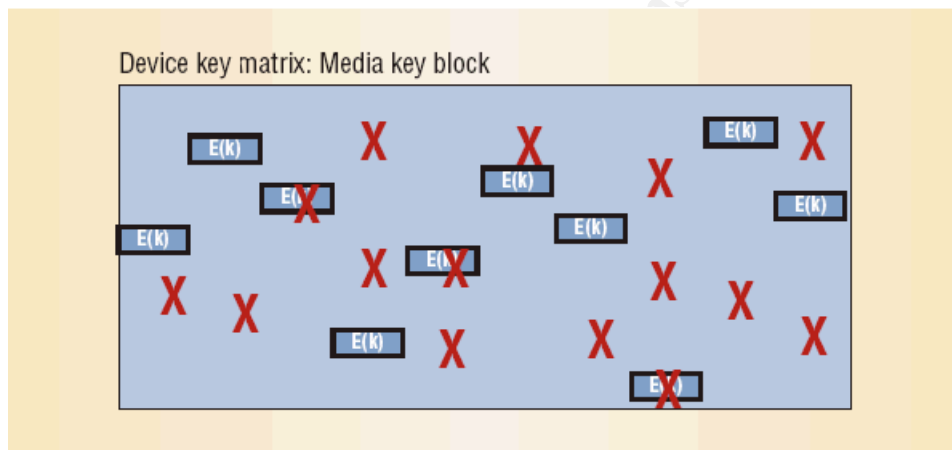 Device key matrix: Media key block
E(k) X X E(k) X
E(k) X
X E(k)
E(k) E(k)
X X X
X X X
E(k) X X X
X